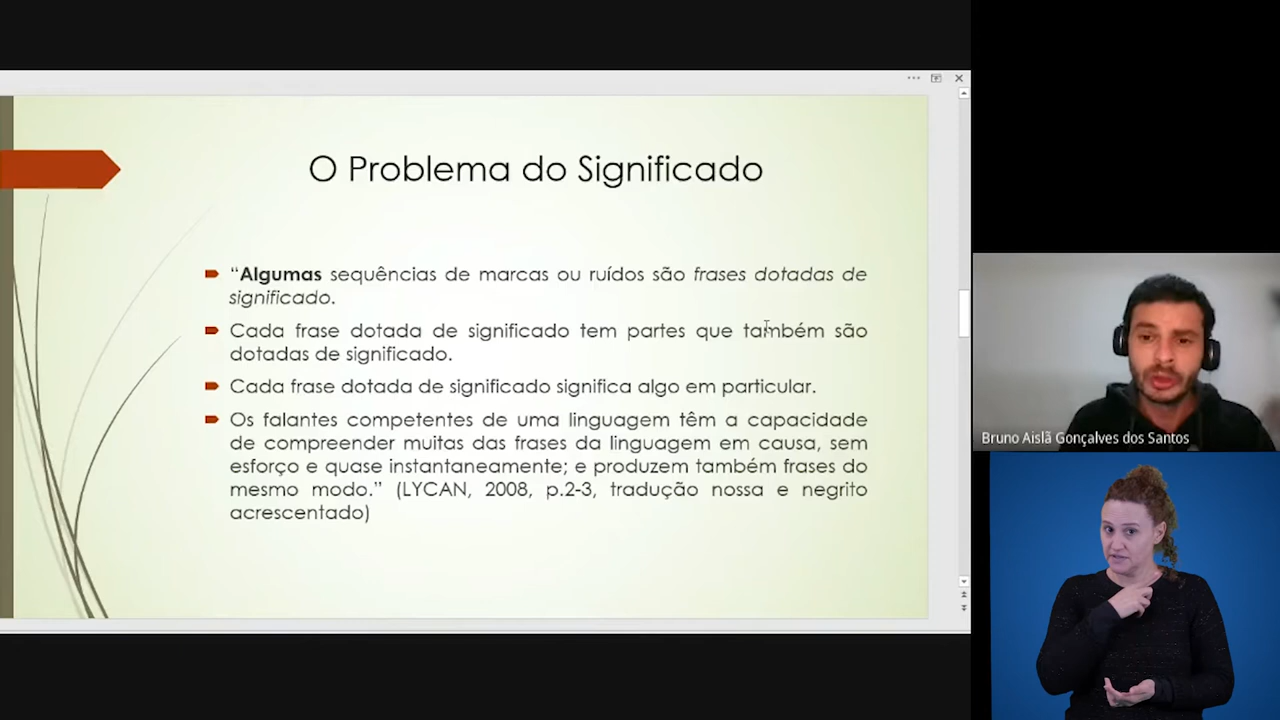 O Problema do Significado
“Algumas sequências de marcas ou ruídos são frases dotadas de
significado.
Cada frase dotada de significado tem partes que também são
dotadas de significado.
Cada frase dotada de significado significa algo em particular.
Os falantes competentes de uma linguagem têm a capacidade
de compreender muitas das frases da linguagem em causa, sem
esforço e quase instantaneamente; e produzem também frases do
mesmo modo.” (LYCAN, 2008, p.2-3, tradução nossa e negrito
acrescentado)
Bruno Aislã Gonçalves dos Santos